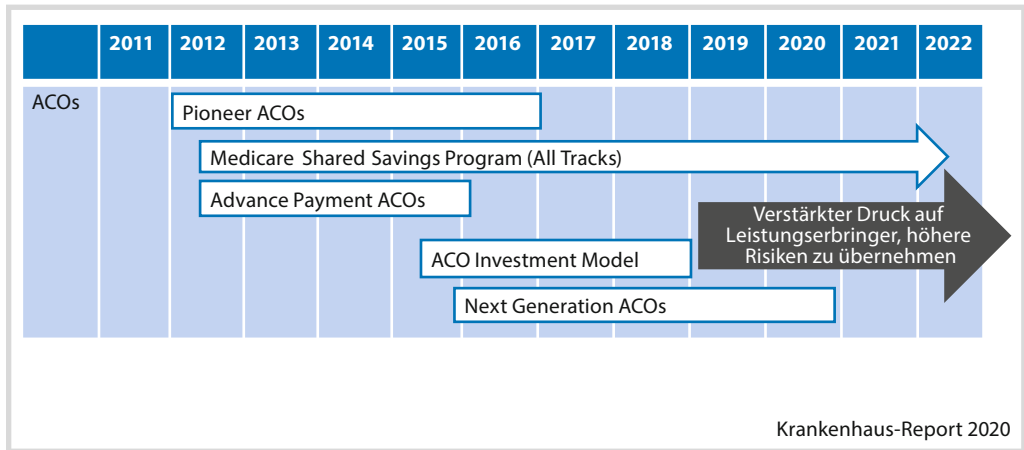 2011 2012 2013 2014 2015 2016 2017 2018 2019 2020 2021 2022
ACOs
Pioneer ACOs
Medicare Shared Savings Program (All Tracks)
Advance Payment ACOs
Verstärkter Druck auf
Leistungserbringer, höhere
Risiken zu übernehmen
ACO Investment Model
Next Generation ACOs
Krankenhaus-Report 2020